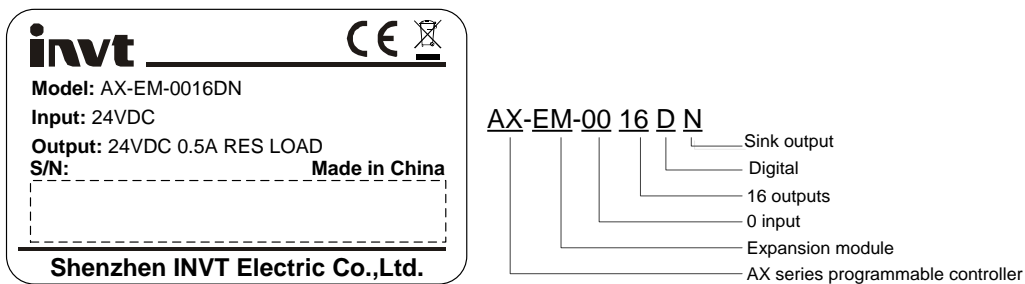 invt
CE
Model: AX-EM-0016DN
Input: 24VDC
Output: 24VDC 0.5A RES LOAD
S/N: Made in China
Shenzhen INVT Electric Co.,Ltd.
AX-EM-00 16 D N
Sink output
Digital
16 outputs
0 input
Expansion module
AX series programmable controller